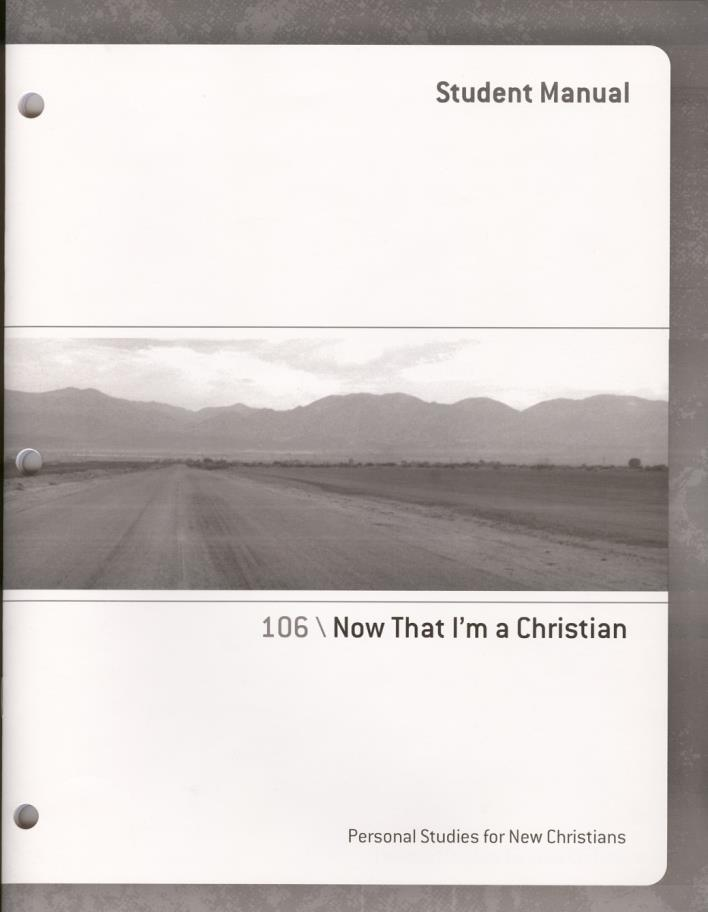 Student Manual
106 \ Now That I'm a Christian
Personal Studies for New Christians